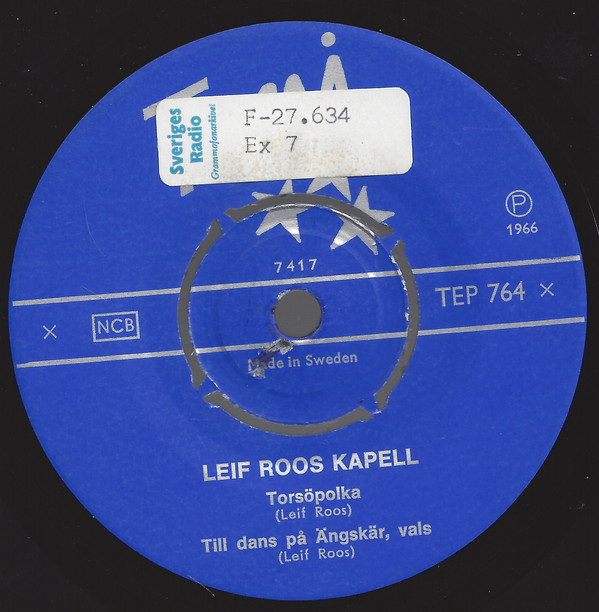 Sveriges
Radio
Grammofonarkivet
F-27.634
Ex 7
P
1966
7417
NCB
TEP 764
Made in Sweden
LEIF ROOS KAPELL
Torsöpolka
(Leif Roos)
Till dans på Ängskär, vals
(Leif Roos)